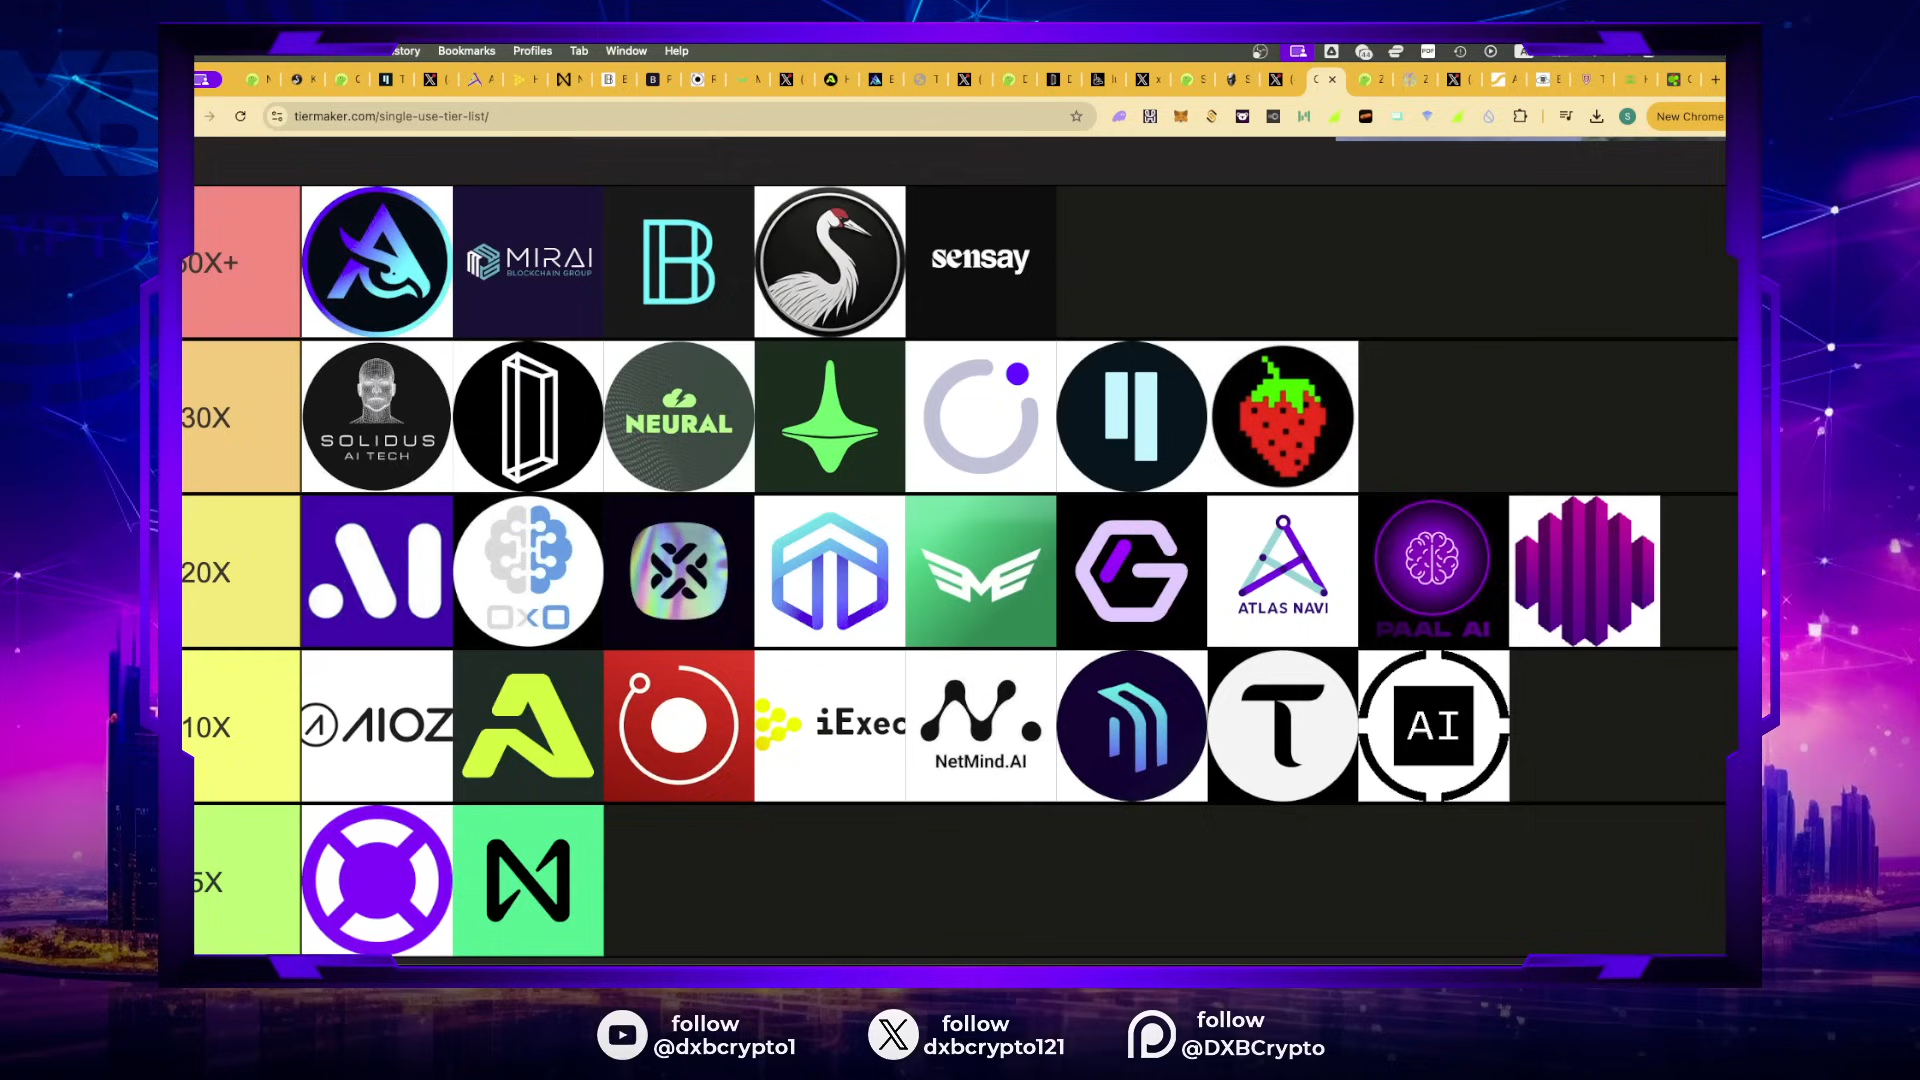 story Bookmarks Profiles Tab Window Help
tiermaker.com/single-use-tier-list/
New Chrome
0X+
MIRAI
BLOCKCHAIN GROUP
B
sensay
30X
SOLIDUS
AI TECH
NEURAL
20X
AI
OXO
G
ATLAS NAVI
PAAL AI
10X
AIOZ
iExec
NetMind.AI
T
AI
5X
N
follow
@dxbcrypto1
follow
dxbcrypto121
follow
@DXBCrypto